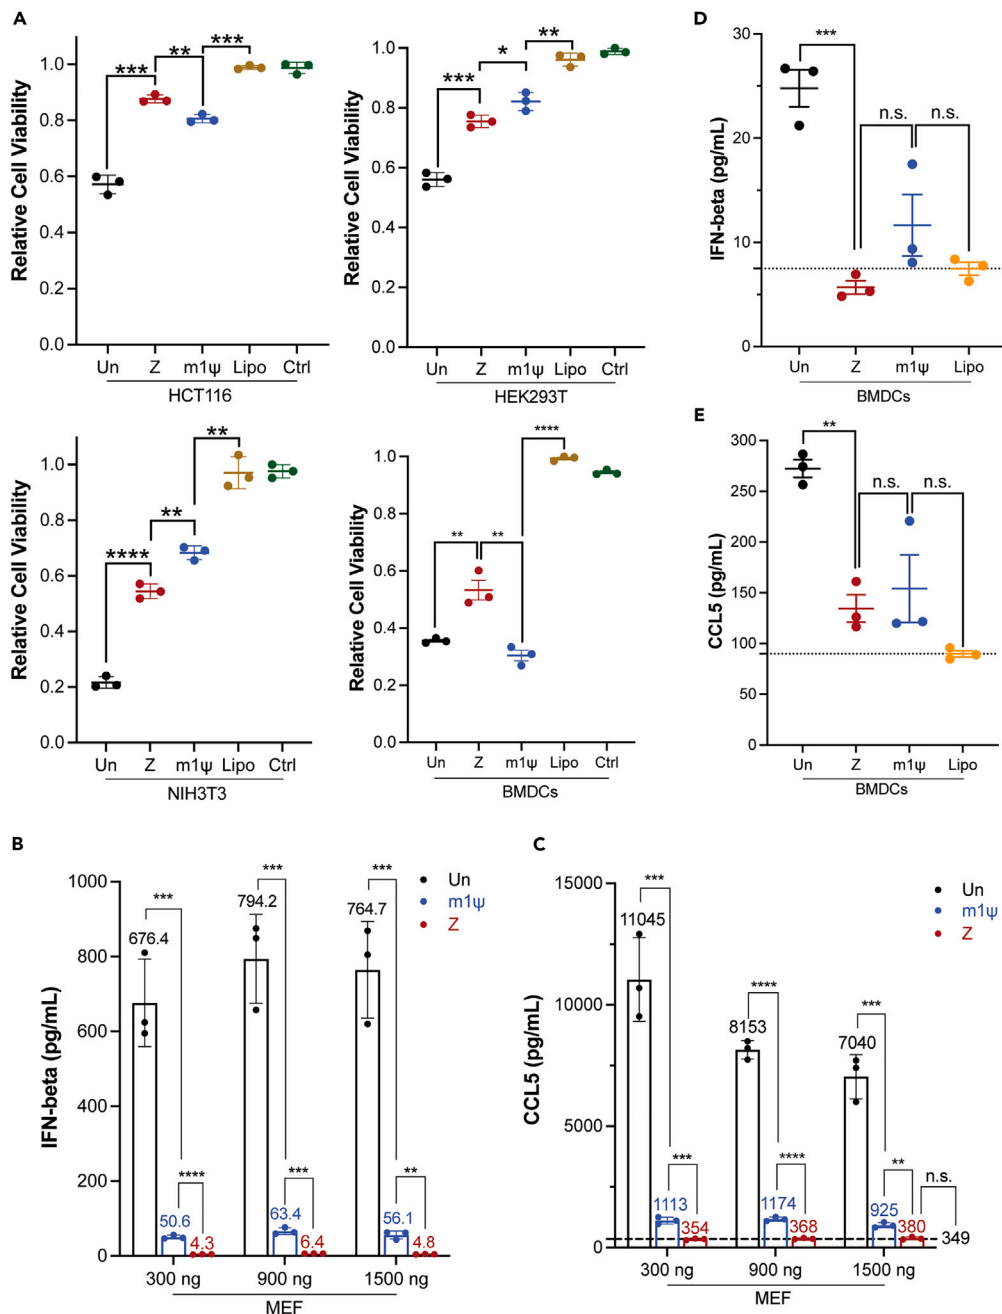 A
Relative Cell Viability
1.0
0.8
0.6
0.4
0.2
0.0
***
**
***
Un Z m1ψ Lipo Ctrl
HCT116
Relative Cell Viability
1.0
0.8
0.6
0.4
0.2
0.0
***
*
**
Un Z m1ψ Lipo Ctrl
HEK293T
Relative Cell Viability
1.0
0.8
0.6
0.4
0.2
0.0
****
**
**
Un Z m1ψ Lipo Ctrl
NIH3T3
Relative Cell Viability
1.0
0.8
0.6
0.4
0.2
0.0
**
**
****
Un Z m1ψ Lipo Ctrl
BMDCs
D
IFN-beta (pg/mL)
30
20
10
0
***
n.s.
n.s.
Un Z m1ψ Lipo
BMDCs
E
CCL5 (pg/mL)
300
250
200
150
100
50
0
**
n.s.
n.s.
Un Z m1ψ Lipo
BMDCs
B
IFN-beta (pg/mL)
1000
800
600
400
200
0
Un
m1ψ
Z
***
***
***
676.4
794.2
764.7
****
***
**
50.6
4.3
63.4
6.4
56.1
4.8
300 ng 900 ng 1500 ng
MEF
C
CCL5 (pg/mL)
15000
10000
5000
0
Un
m1ψ
Z
***
****
***
11045
8153
7040
***
****
**
n.s.
1113
354
1174
368
925
380
349
300 ng 900 ng 1500 ng
MEF